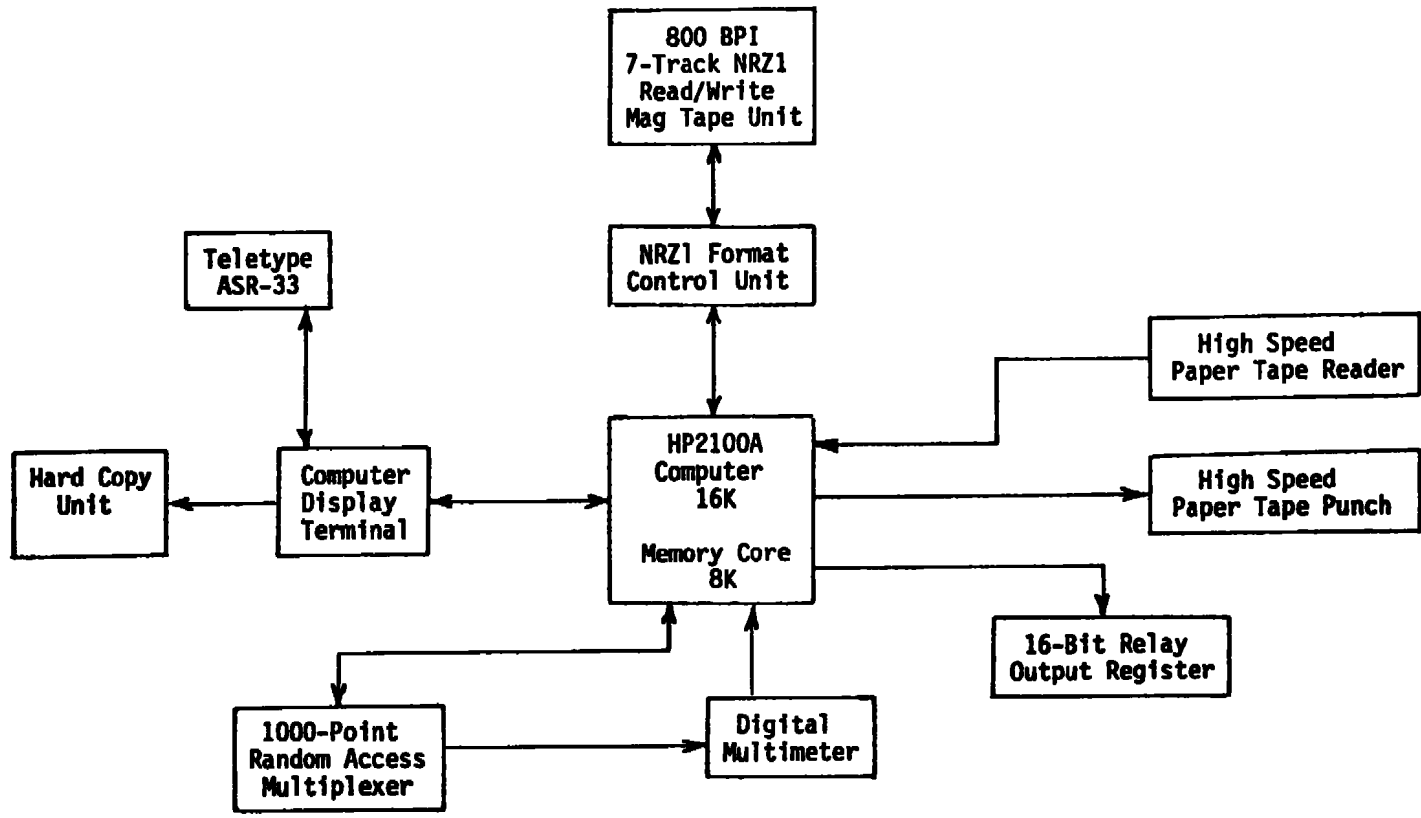 800 BPI
7-Track NRZ1
Read/Write
Mag Tape Unit
Teletype
ASR-33
NRZ1 Format
Control Unit
High Speed
Paper Tape Reader
Hard Copy
Unit
Computer
Display
Terminal
HP2100A
Computer
16K
Memory Core
8K
High Speed
Paper Tape Punch
16-Bit Relay
Output Register
1000-Point
Random Access
Multiplexer
Digital
Multimeter